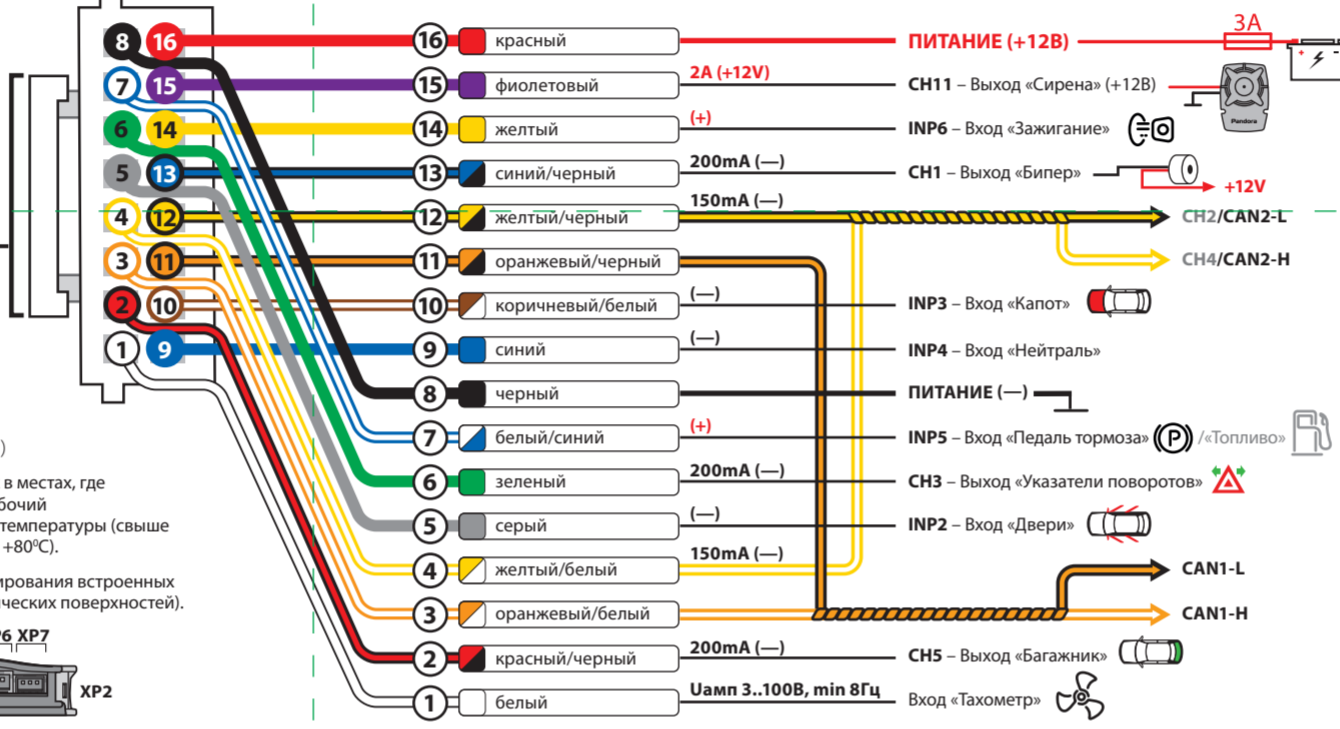 8 16 16 красный ПИТАНИЕ (+12В) 3А
+ –
7 15 15 фиолетовый 2А (+12V) CH11 – Выход «Сирена» (+12В)
Pandora
6 14 14 желтый (+) INP6 – Вход «Зажигание»
5 13 13 синий/черный 200mA (—) CH1 – Выход «Бипер»
+12V
4 12 12 желтый/черный 150mA (—) CH2/CAN2-L
3 11 11 оранжевый/черный CH4/CAN2-H
2 10 10 коричневый/белый (—) INP3 – Вход «Капот»
1 9 9 синий (—) INP4 – Вход «Нейтраль»
8 черный ПИТАНИЕ (—)
7 белый/синий (+) INP5 – Вход «Педаль тормоза» (P) /«Топливо»
6 зеленый 200mA (—) CH3 – Выход «Указатели поворотов»
5 серый (—) INP2 – Вход «Двери»
4 желтый/белый 150mA (—) CAN1-L
3 оранжевый/белый CAN1-H
2 красный/черный 200mA (—) CH5 – Выход «Багажник»
1 белый Uамп 3..100В, min 8Гц Вход «Тахометр»
)
в местах, где
бочий
температуры (свыше
+80⁰С).
ирования встроенных
ических поверхностей).
P6 XP7
XP2